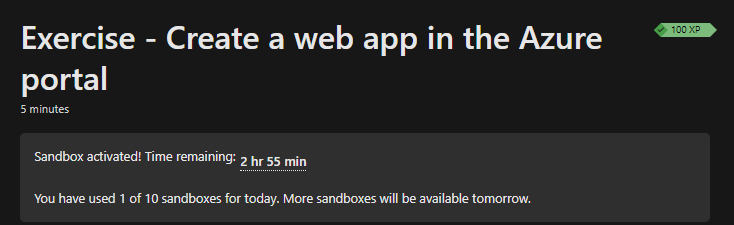 Exercise - Create a web app in the Azure
100 XP
portal
5 minutes
Sandbox activated! Time remaining: 2 hr 55 min
You have used 1 of 10 sandboxes for today. More sandboxes will be available tomorrow.